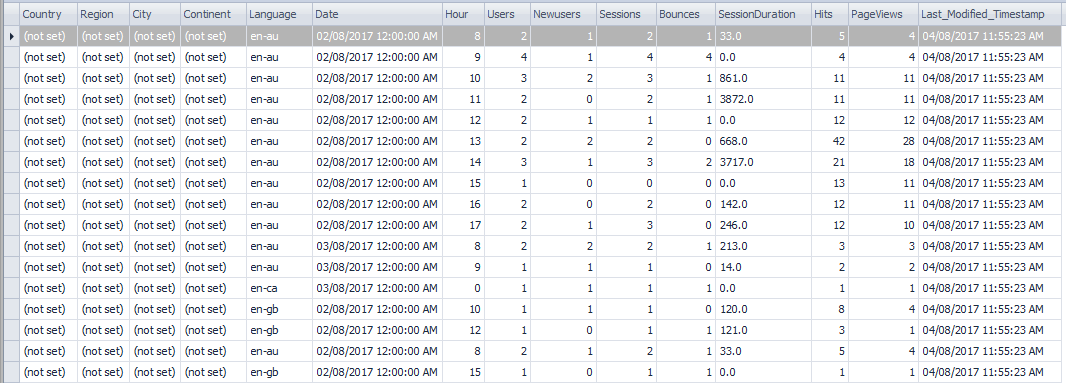 Country Region City Continent Language Date Hour Users Newusers Sessions Bounces SessionDuration Hits PageViews Last_Modified_Timestamp
(not set) (not set) (not set) (not set) en-au 02/08/2017 12:00:00 AM 8 2 1 2 1 33.0 5 4 04/08/2017 11:55:23 AM
(not set) (not set) (not set) (not set) en-au 02/08/2017 12:00:00 AM 9 4 1 4 4 0.0 4 4 04/08/2017 11:55:23 AM
(not set) (not set) (not set) (not set) en-au 02/08/2017 12:00:00 AM 10 3 2 3 1 861.0 11 11 04/08/2017 11:55:23 AM
(not set) (not set) (not set) (not set) en-au 02/08/2017 12:00:00 AM 11 2 0 2 1 3872.0 11 11 04/08/2017 11:55:23 AM
(not set) (not set) (not set) (not set) en-au 02/08/2017 12:00:00 AM 12 2 1 1 1 0.0 12 12 04/08/2017 11:55:23 AM
(not set) (not set) (not set) (not set) en-au 02/08/2017 12:00:00 AM 13 2 2 2 0 668.0 42 28 04/08/2017 11:55:23 AM
(not set) (not set) (not set) (not set) en-au 02/08/2017 12:00:00 AM 14 3 1 3 2 3717.0 21 18 04/08/2017 11:55:23 AM
(not set) (not set) (not set) (not set) en-au 02/08/2017 12:00:00 AM 15 1 0 0 0 0.0 13 11 04/08/2017 11:55:23 AM
(not set) (not set) (not set) (not set) en-au 02/08/2017 12:00:00 AM 16 2 0 2 0 142.0 12 11 04/08/2017 11:55:23 AM
(not set) (not set) (not set) (not set) en-au 02/08/2017 12:00:00 AM 17 2 1 3 0 246.0 12 10 04/08/2017 11:55:23 AM
(not set) (not set) (not set) (not set) en-au 03/08/2017 12:00:00 AM 8 2 2 2 1 213.0 3 3 04/08/2017 11:55:23 AM
(not set) (not set) (not set) (not set) en-au 03/08/2017 12:00:00 AM 9 1 1 1 0 14.0 2 2 04/08/2017 11:55:23 AM
(not set) (not set) (not set) (not set) en-ca 03/08/2017 12:00:00 AM 0 1 1 1 1 0.0 1 1 04/08/2017 11:55:23 AM
(not set) (not set) (not set) (not set) en-gb 02/08/2017 12:00:00 AM 10 1 1 1 0 120.0 8 4 04/08/2017 11:55:23 AM
(not set) (not set) (not set) (not set) en-gb 02/08/2017 12:00:00 AM 12 1 0 1 0 121.0 3 1 04/08/2017 11:55:23 AM
(not set) (not set) (not set) (not set) en-au 02/08/2017 12:00:00 AM 8 2 1 2 1 33.0 5 4 04/08/2017 11:55:23 AM
(not set) (not set) (not set) (not set) en-gb 02/08/2017 12:00:00 AM 15 1 0 1 0 0.0 1 1 04/08/2017 11:55:23 AM